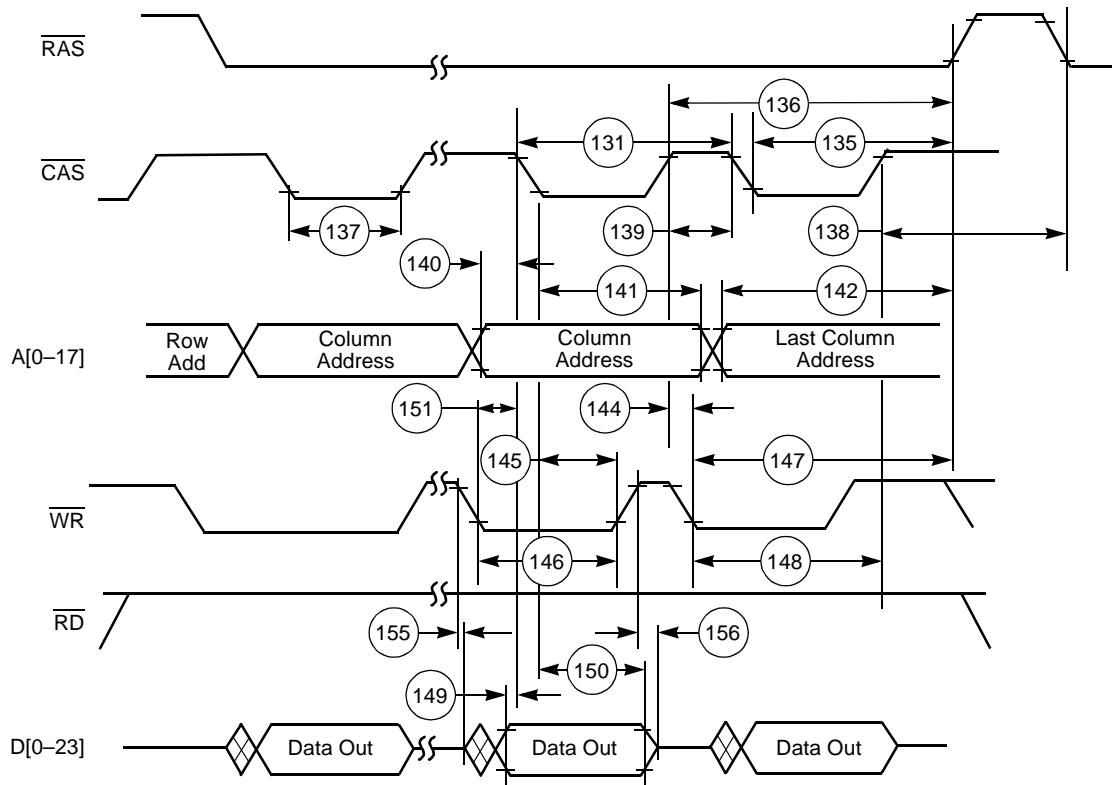 RAS
136
131
135
CAS
137
139
138
140
141
142
A[0–17]
Row
Add
Column
Address
Column
Address
Last Column
Address
151
144
145
147
WR
146
148
RD
155
156
150
149
D[0–23]
Data Out
Data Out
Data Out